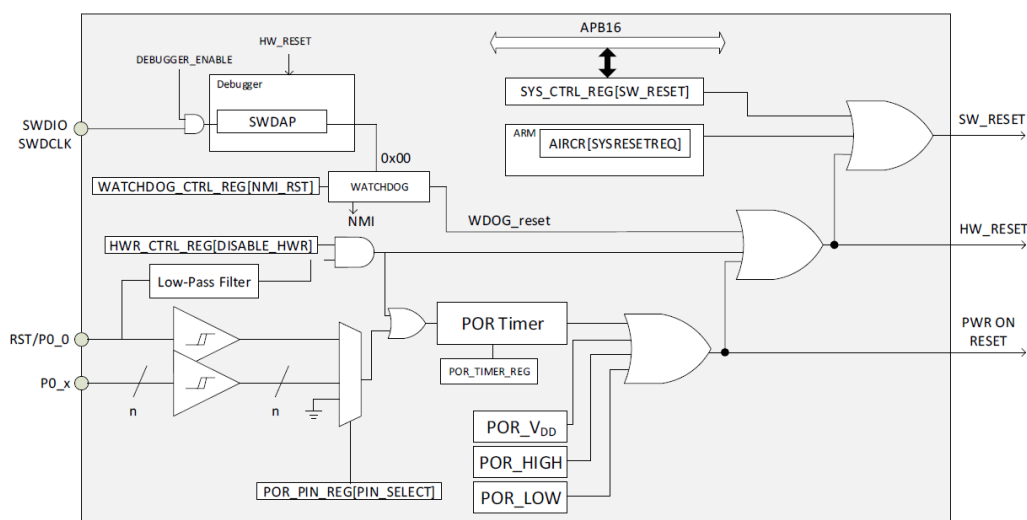 APB16
HW_RESET
DEBUGGER_ENABLE
Debugger
SWDAP
SYS_CTRL_REG[SW_RESET]
SWDIO
SWDCLK
SW_RESET
ARM
AIRCR[SYSRESETREQ]
0x00
WATCHDOG_CTRL_REG[NMI_RST]
WATCHDOG
NMI
WDOG_reset
HWR_CTRL_REG[DISABLE_HWR]
HW_RESET
Low-Pass Filter
RST/P0_0
POR Timer
PWR ON
RESET
POR_TIMER_REG
P0_x
n
n
POR_VDD
POR_HIGH
POR_PIN_REG[PIN_SELECT]
POR_LOW